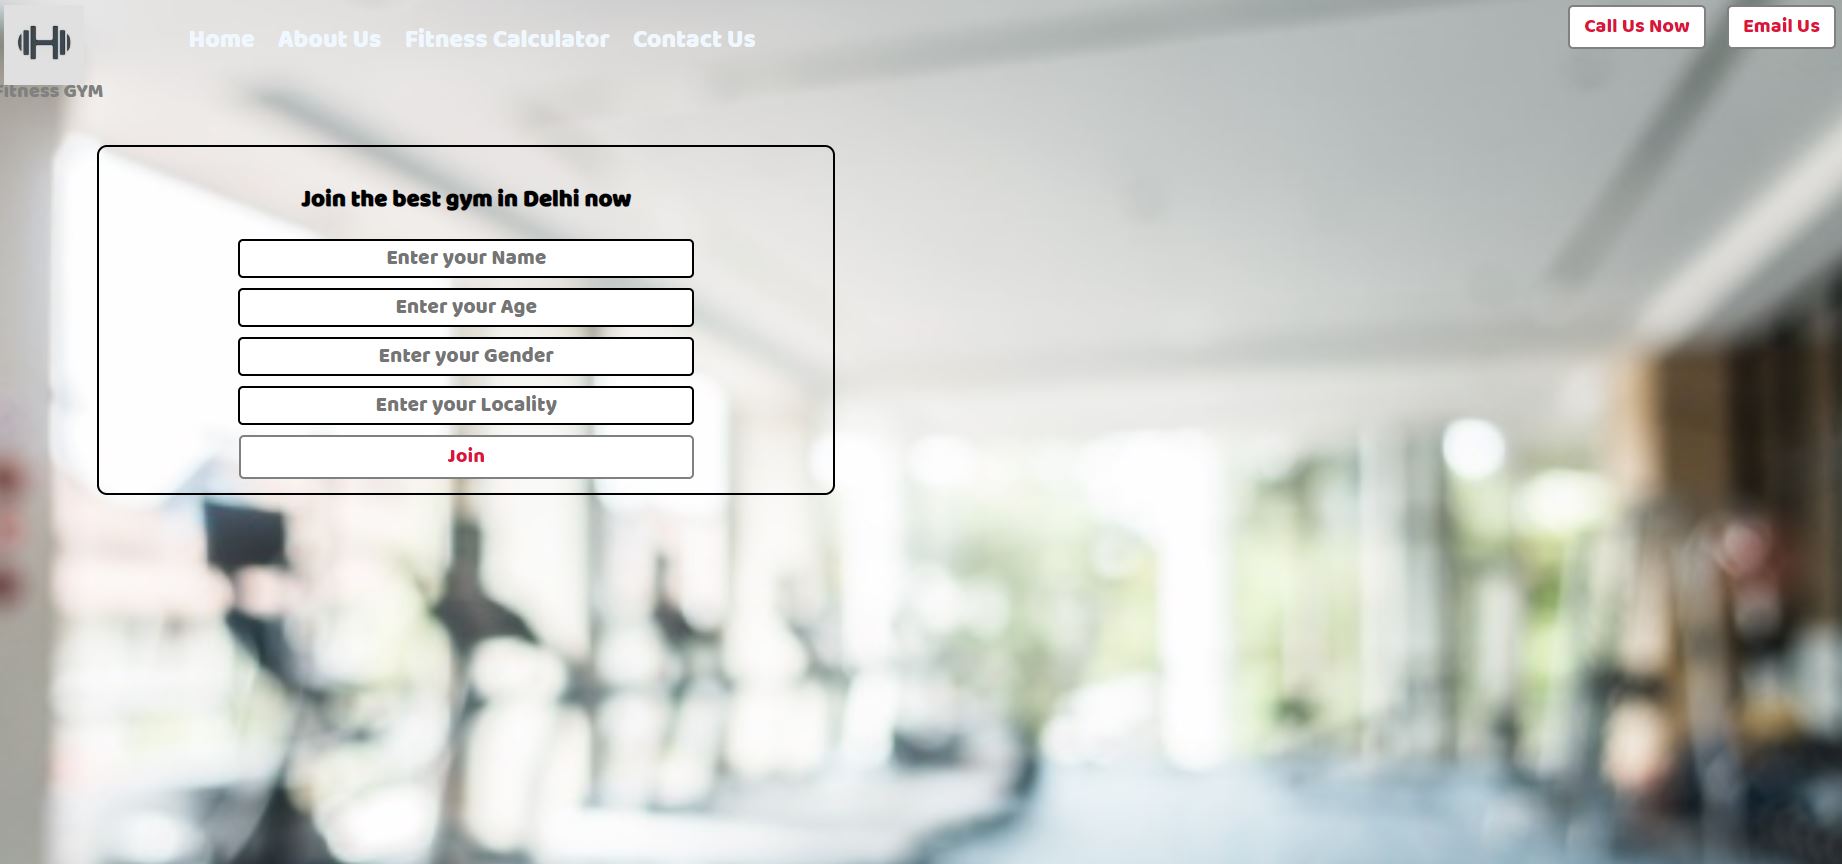 Home About Us Fitness Calculator Contact Us Call Us Now Email Us
Fitness GYM
Join the best gym in Delhi now
Enter your Name
Enter your Age
Enter your Gender
Enter your Locality
Join